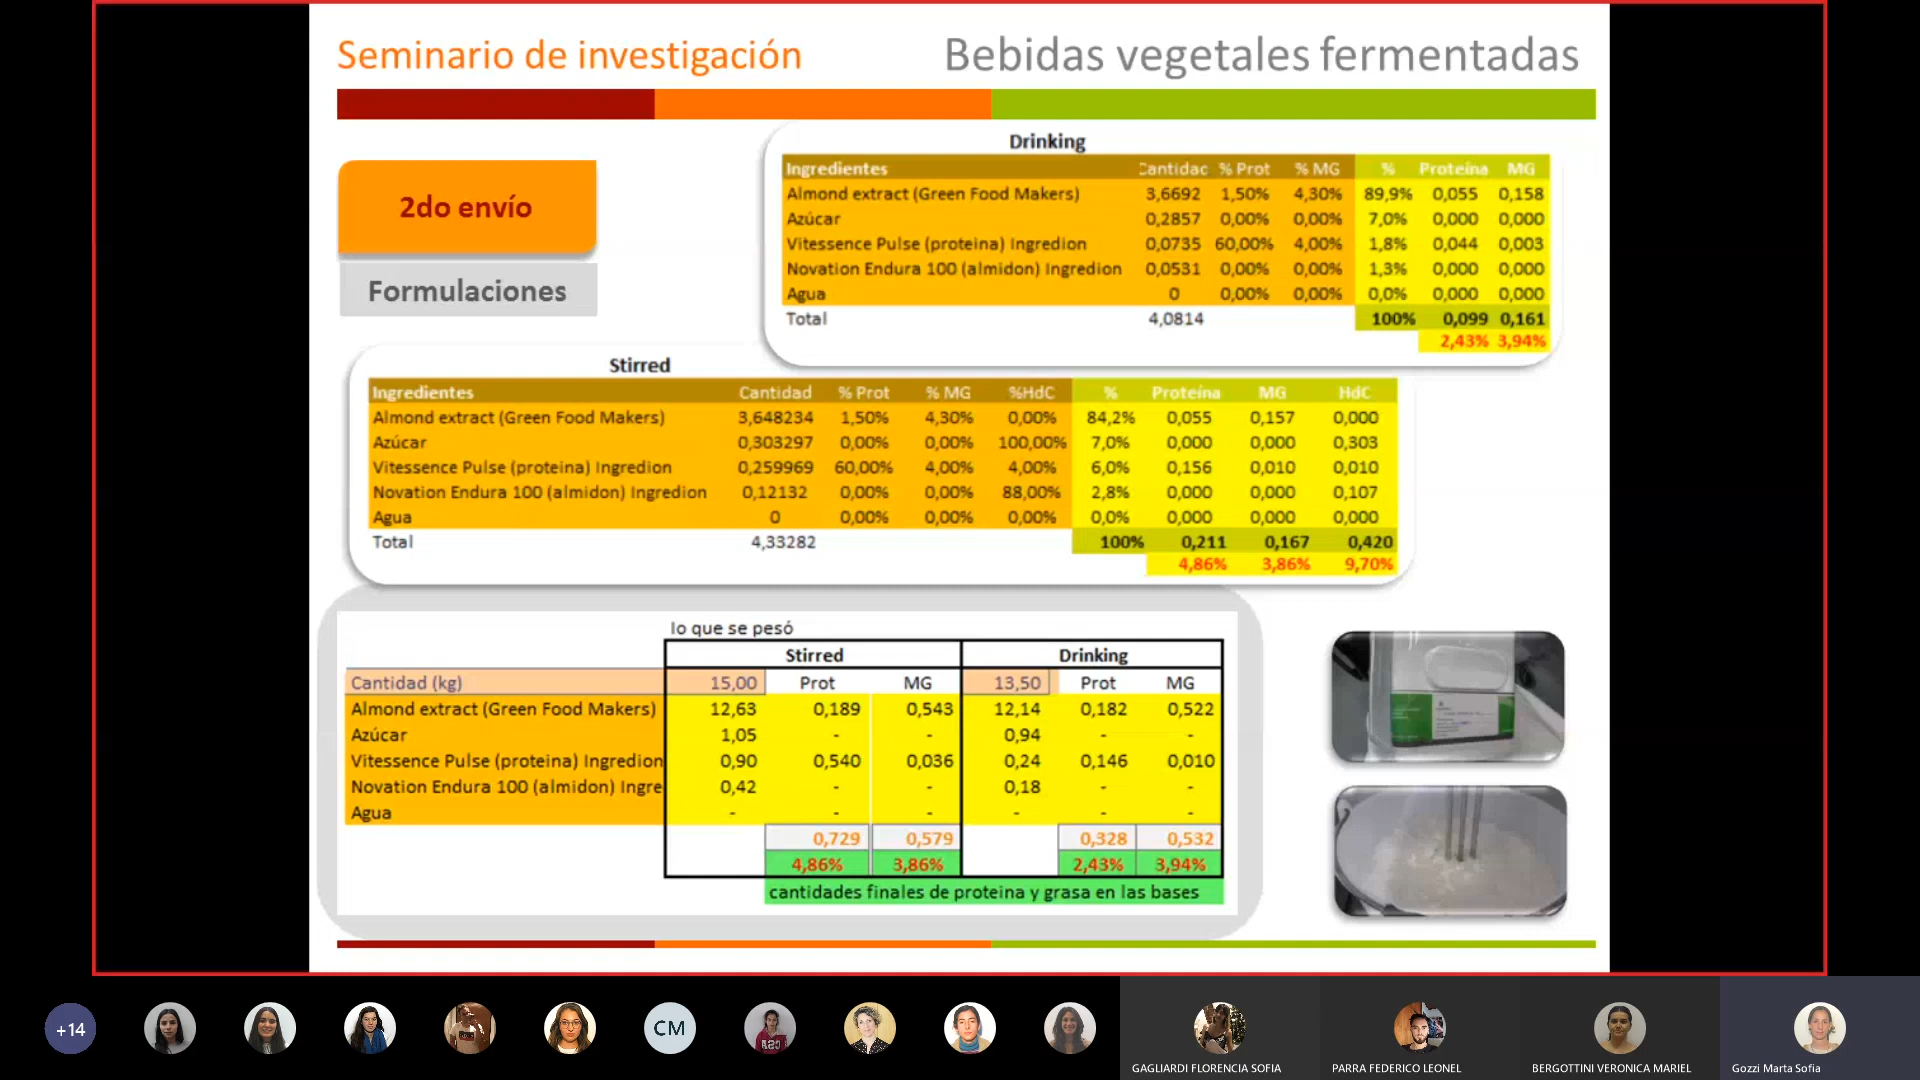 Seminario de investigación
Bebidas vegetales fermentadas
2do envío
Formulaciones
Drinking
Ingredientes Cantidac % Prot % MG % Proteína MG
Almond extract (Green Food Makers) 3,6692 1,50% 4,30% 89,9% 0,055 0,158
Azúcar 0,2857 0,00% 0,00% 7,0% 0,000 0,000
Vitessence Pulse (proteina) Ingredion 0,0735 60,00% 4,00% 1,8% 0,044 0,003
Novation Endura 100 (almidon) Ingredion 0,0531 0,00% 0,00% 1,3% 0,000 0,000
Agua 0 0,00% 0,00% 0,0% 0,000 0,000
Total 4,0814 100% 0,099 0,161
2,43% 3,94%
Stirred
Ingredientes Cantidad % Prot % MG %HdC % Proteína MG HdC
Almond extract (Green Food Makers) 3,648234 1,50% 4,30% 0,00% 84,2% 0,055 0,157 0,000
Azúcar 0,303297 0,00% 0,00% 100,00% 7,0% 0,000 0,000 0,303
Vitessence Pulse (proteina) Ingredion 0,259969 60,00% 4,00% 4,00% 6,0% 0,156 0,010 0,010
Novation Endura 100 (almidon) Ingredion 0,12132 0,00% 0,00% 88,00% 2,8% 0,000 0,000 0,107
Agua 0 0,00% 0,00% 0,00% 0,0% 0,000 0,000 0,000
Total 4,33282 100% 0,211 0,167 0,420
4,86% 3,86% 9,70%
lo que se pesó
Stirred Drinking
Cantidad (kg) 15,00 Prot MG 13,50 Prot MG
Almond extract (Green Food Makers) 12,63 0,189 0,543 12,14 0,182 0,522
Azúcar 1,05 - - 0,94 - -
Vitessence Pulse (proteina) Ingredion 0,90 0,540 0,036 0,24 0,146 0,010
Novation Endura 100 (almidon) Ingre 0,42 - - 0,18 - -
Agua - - - - - -
0,729 0,579 0,328 0,532
4,86% 3,86% 2,43% 3,94%
cantidades finales de proteina y grasa en las bases
+14
CM
GAGLIARDI FLORENCIA SOFIA
PARRA FEDERICO LEONEL
BERGOTTINI VERONICA MARIEL
Gozzi Marta Sofia